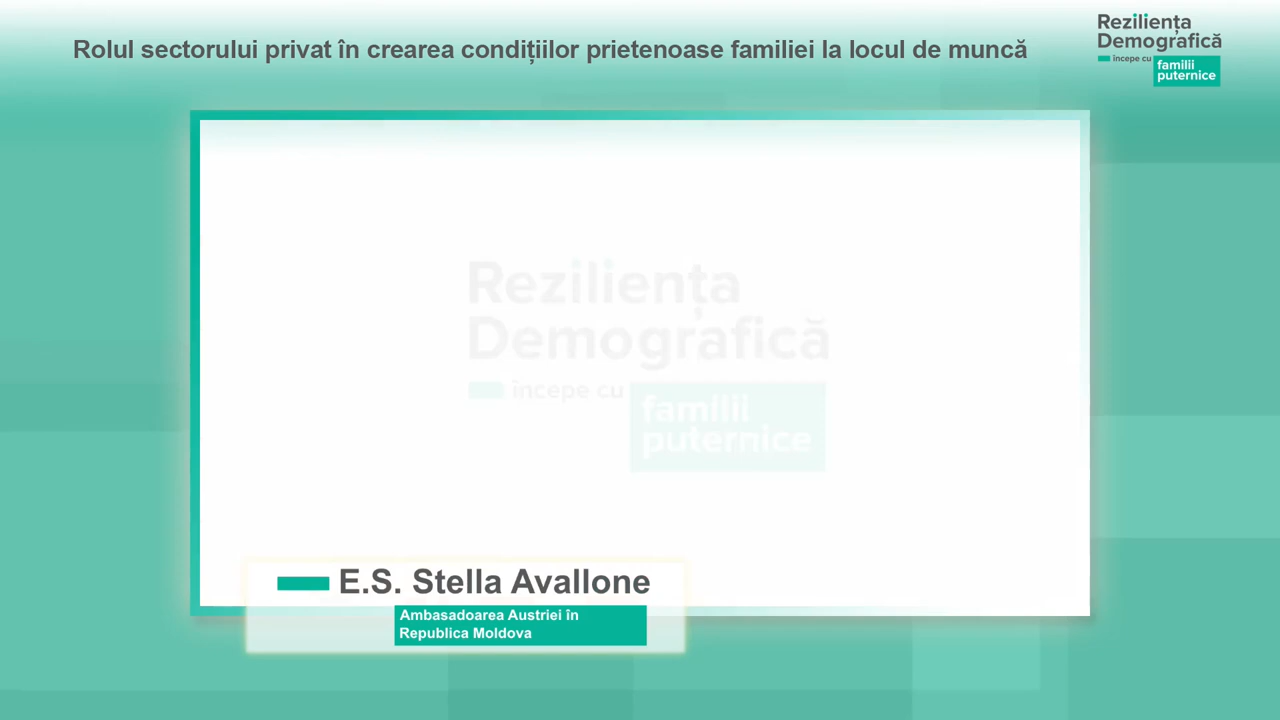 Rolul sectorului privat în crearea condițiilor prietenoase familiei la locul de muncă
Reziliența
Demografică
începe cu
familii
puternice
Reziliența
Demografică
începe cu
familii
puternice
E.S. Stella Avallone
Ambasadoarea Austriei în
Republica Moldova